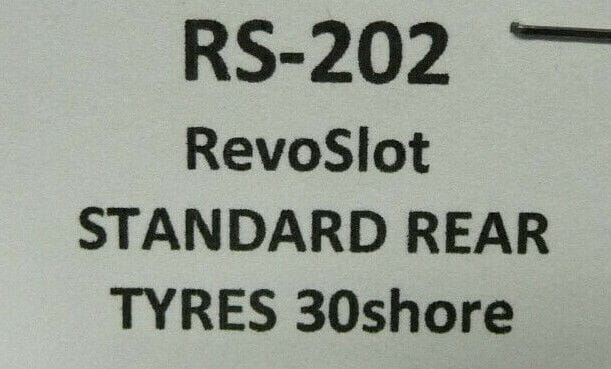 RS-202
RevoSlot
STANDARD REAR
TYRES 30shore